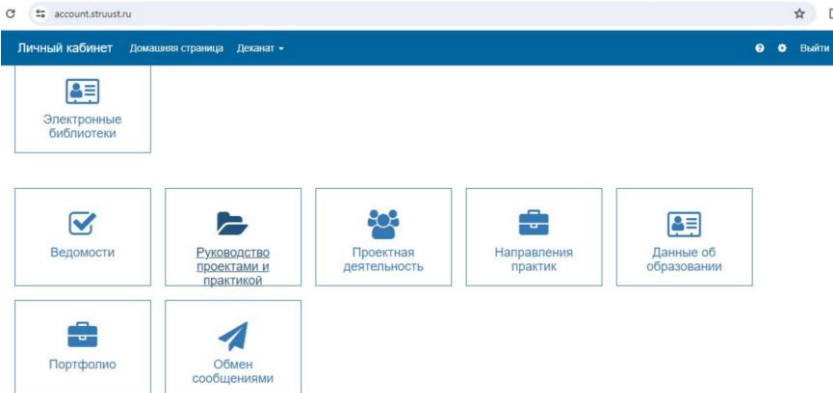 account.struust.ru
Личный кабинет Домашняя страница Деканат
Выйти
Электронные
библиотеки
Ведомости
Руководство
проектами и
практикой
Проектная
деятельность
Направления
практик
Данные об
образовании
Портфолио
Обмен
сообщениями